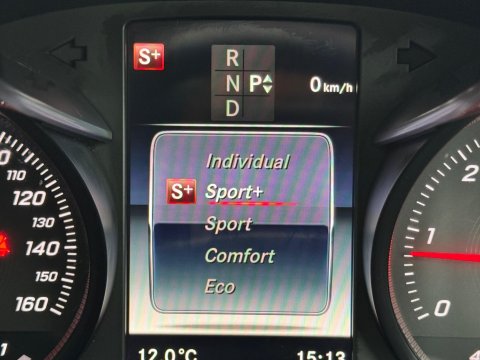 S+
R
N P 0 km/h
D
Individual
S+ Sport+
Sport
Comfort
Eco
12.0°C 15:13
110
120
130
140
150
160
2
1
0